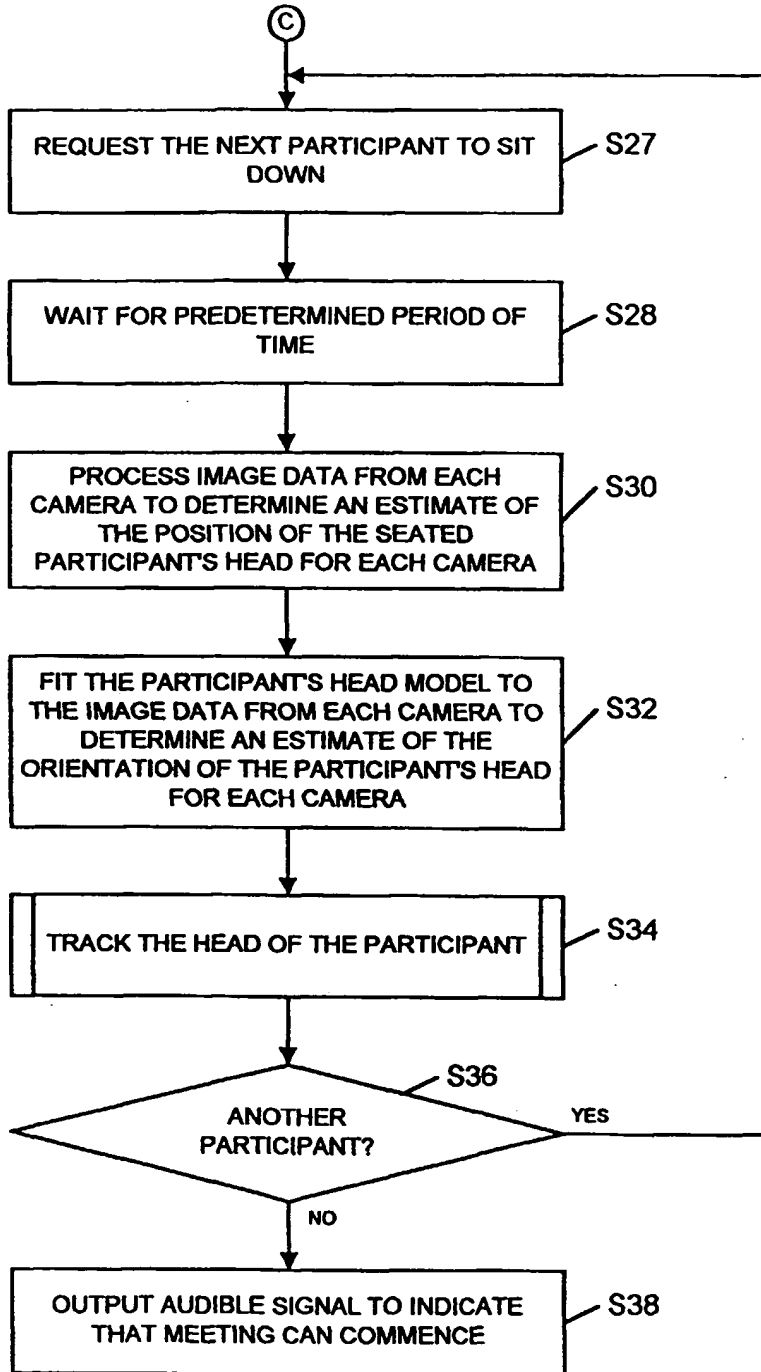 C
REQUEST THE NEXT PARTICIPANT TO SIT
DOWN
S27
WAIT FOR PREDETERMINED PERIOD OF
TIME
S28
PROCESS IMAGE DATA FROM EACH
CAMERA TO DETERMINE AN ESTIMATE OF
THE POSITION OF THE SEATED
PARTICIPANT'S HEAD FOR EACH CAMERA
S30
FIT THE PARTICIPANT'S HEAD MODEL TO
THE IMAGE DATA FROM EACH CAMERA TO
DETERMINE AN ESTIMATE OF THE
ORIENTATION OF THE PARTICIPANT'S HEAD
FOR EACH CAMERA
S32
TRACK THE HEAD OF THE PARTICIPANT
S34
S36
ANOTHER
PARTICIPANT?
YES
NO
OUTPUT AUDIBLE SIGNAL TO INDICATE
THAT MEETING CAN COMMENCE
S38